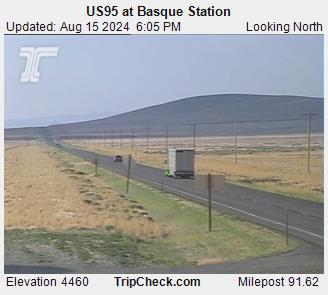 US95 at Basque Station
Updated: Aug 15 2024 6:05 PM Looking North
Elevation 4460 TripCheck.com Milepost 91.62